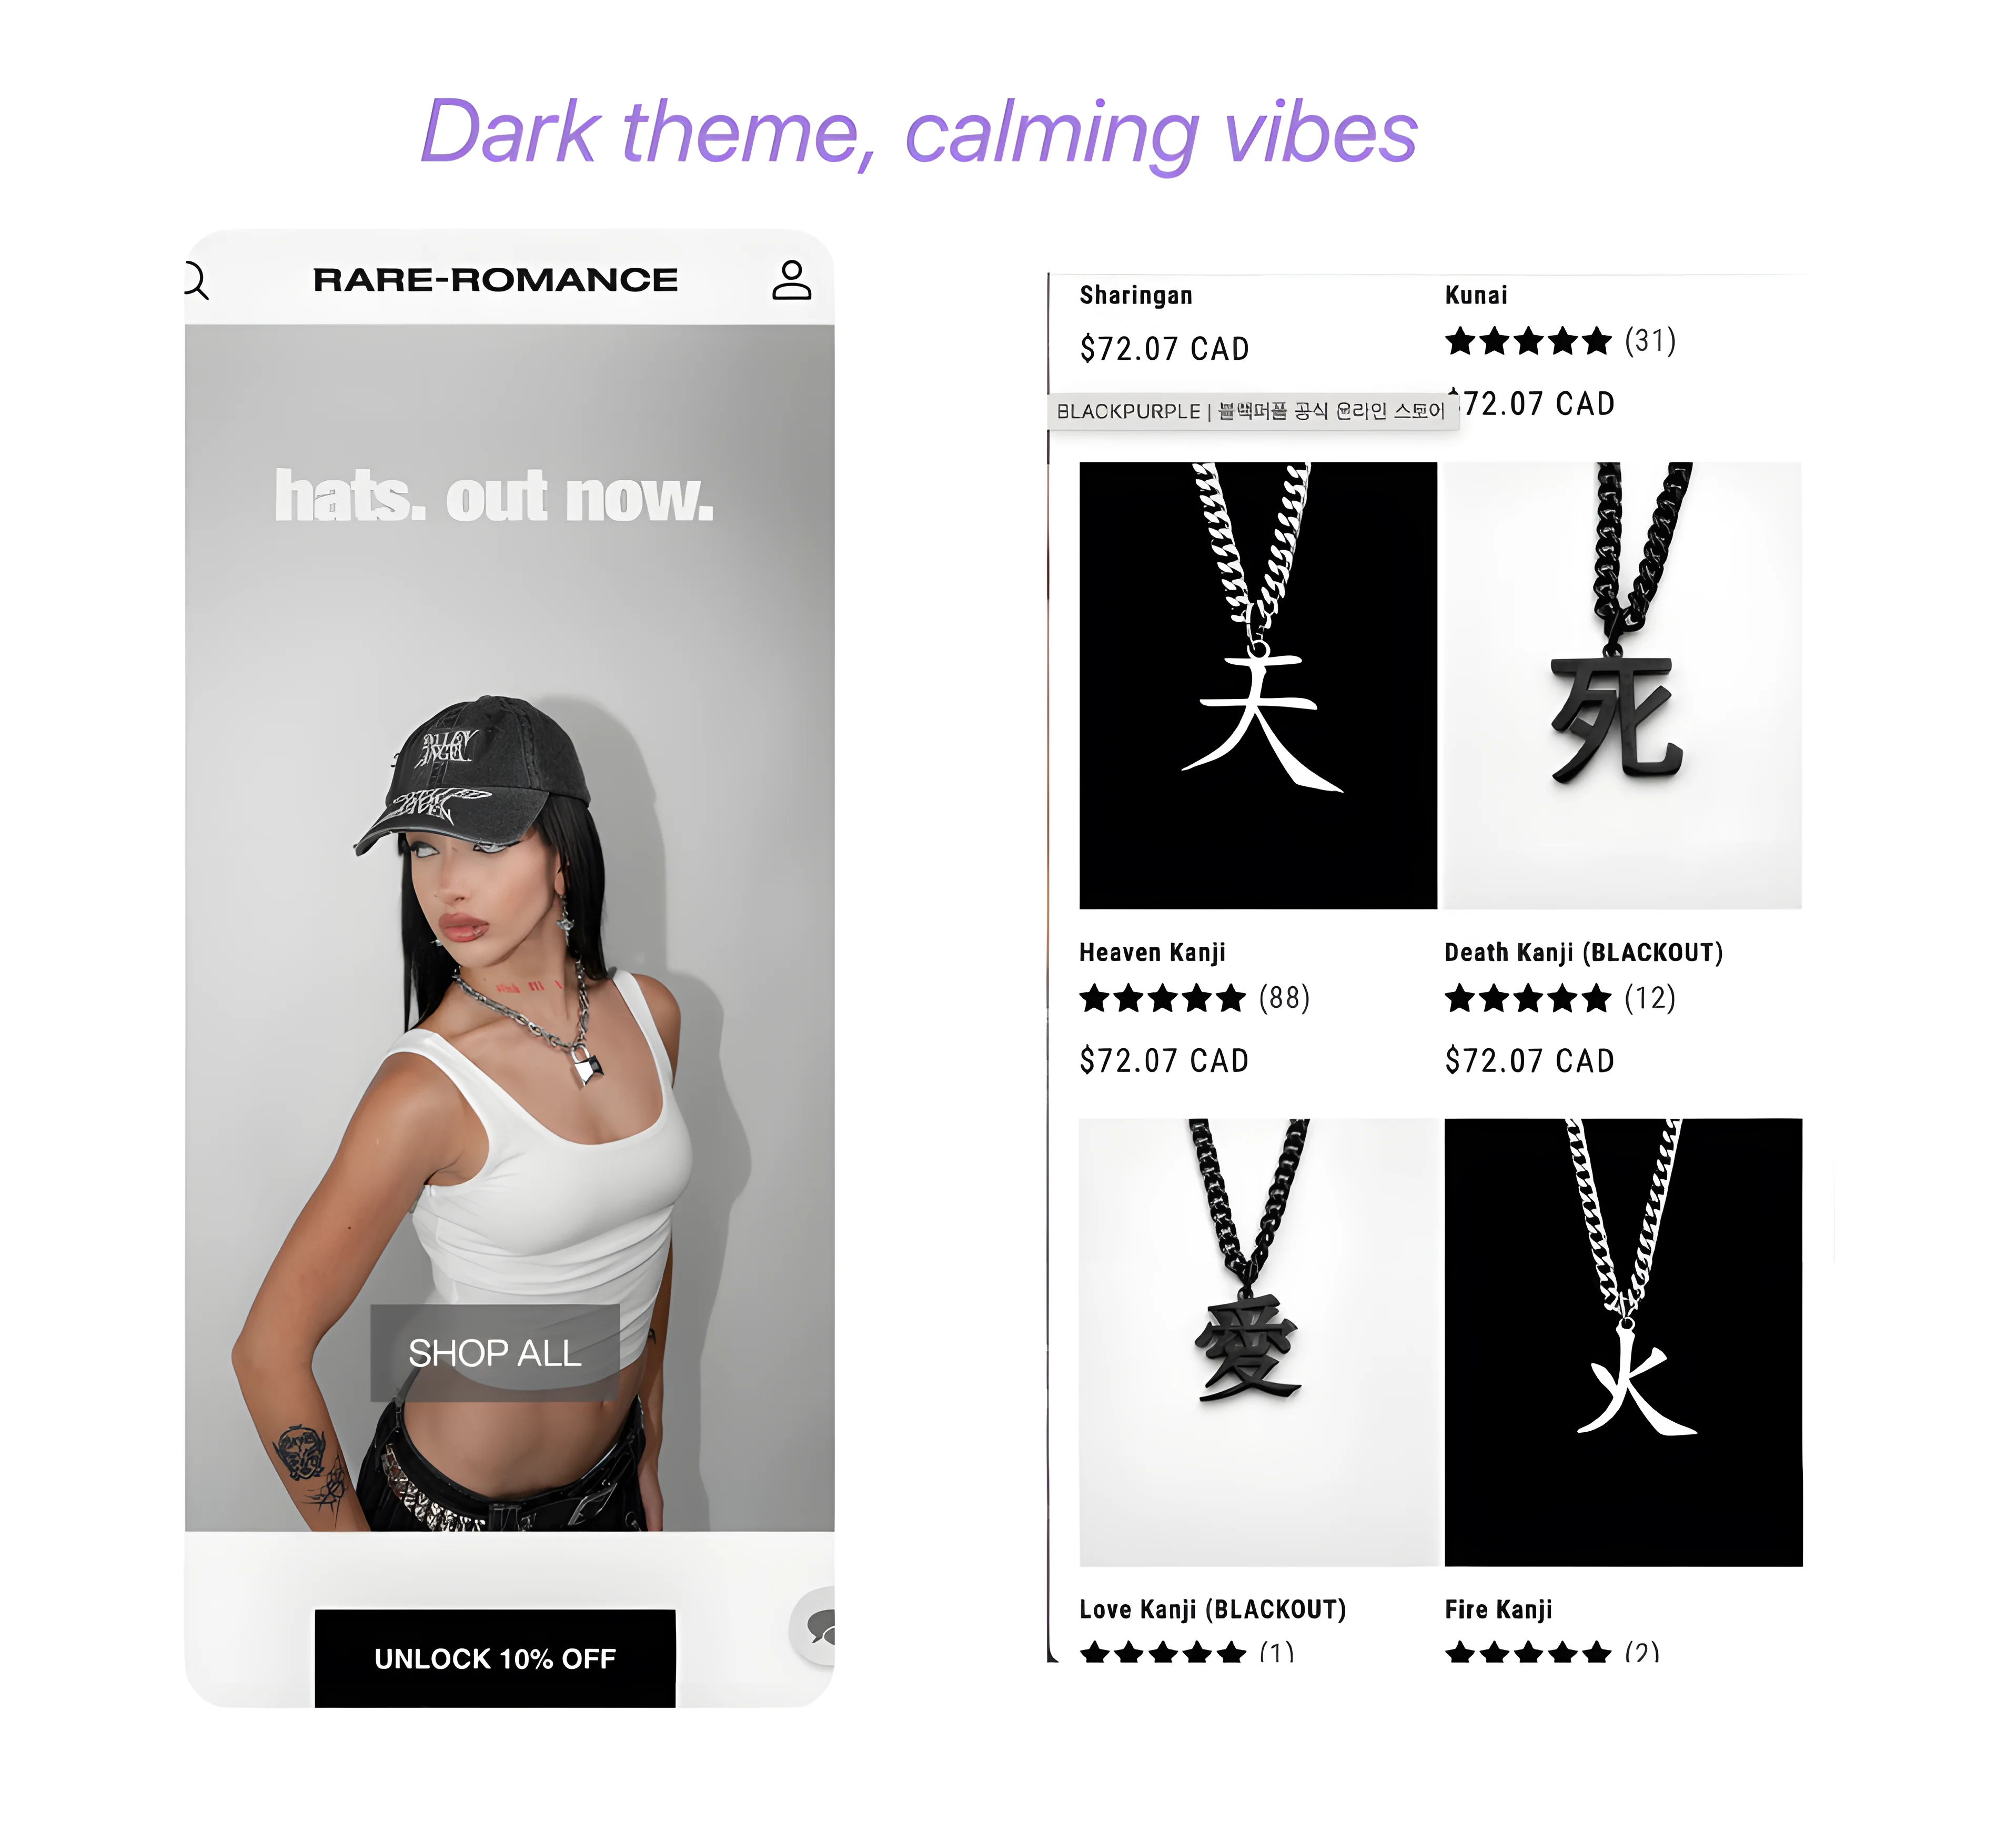 Dark theme, calming vibes
RARE-ROMANCE
hats. out now.
SHOP ALL
UNLOCK 10% OFF
Sharingan
$72.07 CAD
Kunai
(31)
$72.07 CAD
BLACKPURPLE | 블랙퍼플 공식 온라인 스토어
天
死
Heaven Kanji
(88)
$72.07 CAD
Death Kanji (BLACKOUT)
(12)
$72.07 CAD
愛
火
Love Kanji (BLACKOUT)
(1)
Fire Kanji
(2)